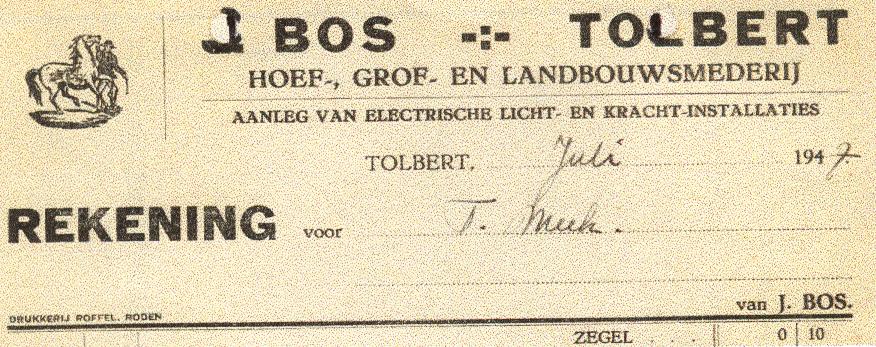 J. BOS -:- TOLBERT
HOEF-, GROF- EN LANDBOUWSMEDERIJ
AANLEG VAN ELECTRISCHE LICHT- EN KRACHT-INSTALLATIES
TOLBERT, Juli 1947.
REKENING voor T. Meek.
van J. BOS.
DRUKKERIJ ROFFEL, RODEN
ZEGEL . . . 0 10